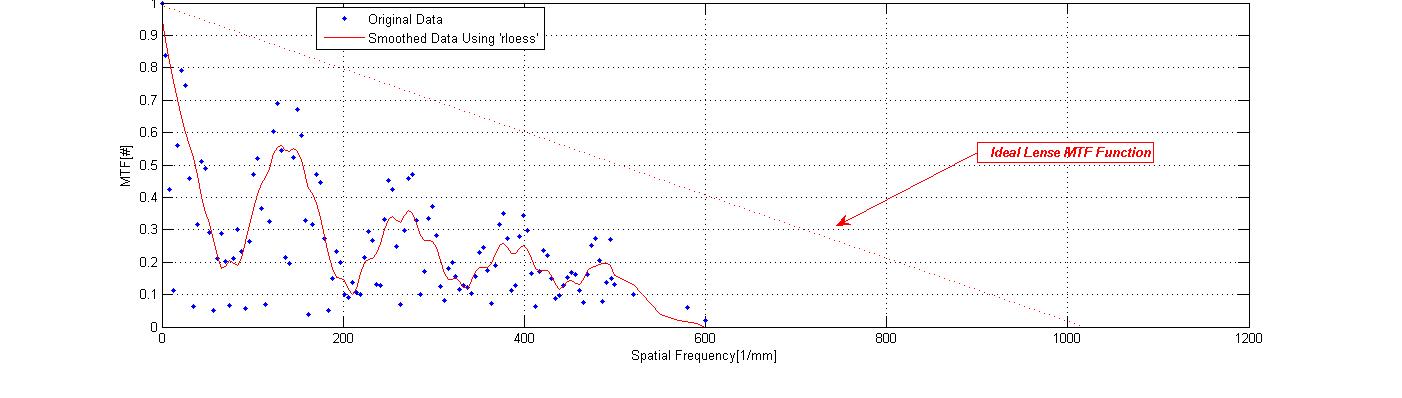 1
0.9
0.8
0.7
0.6
0.5
0.4
0.3
0.2
0.1
0
MTF[#]
Original Data
Smoothed Data Using 'rloess'
Ideal Lense MTF Function
0 200 400 600 800 1000 1200
Spatial Frequency[1/mm]